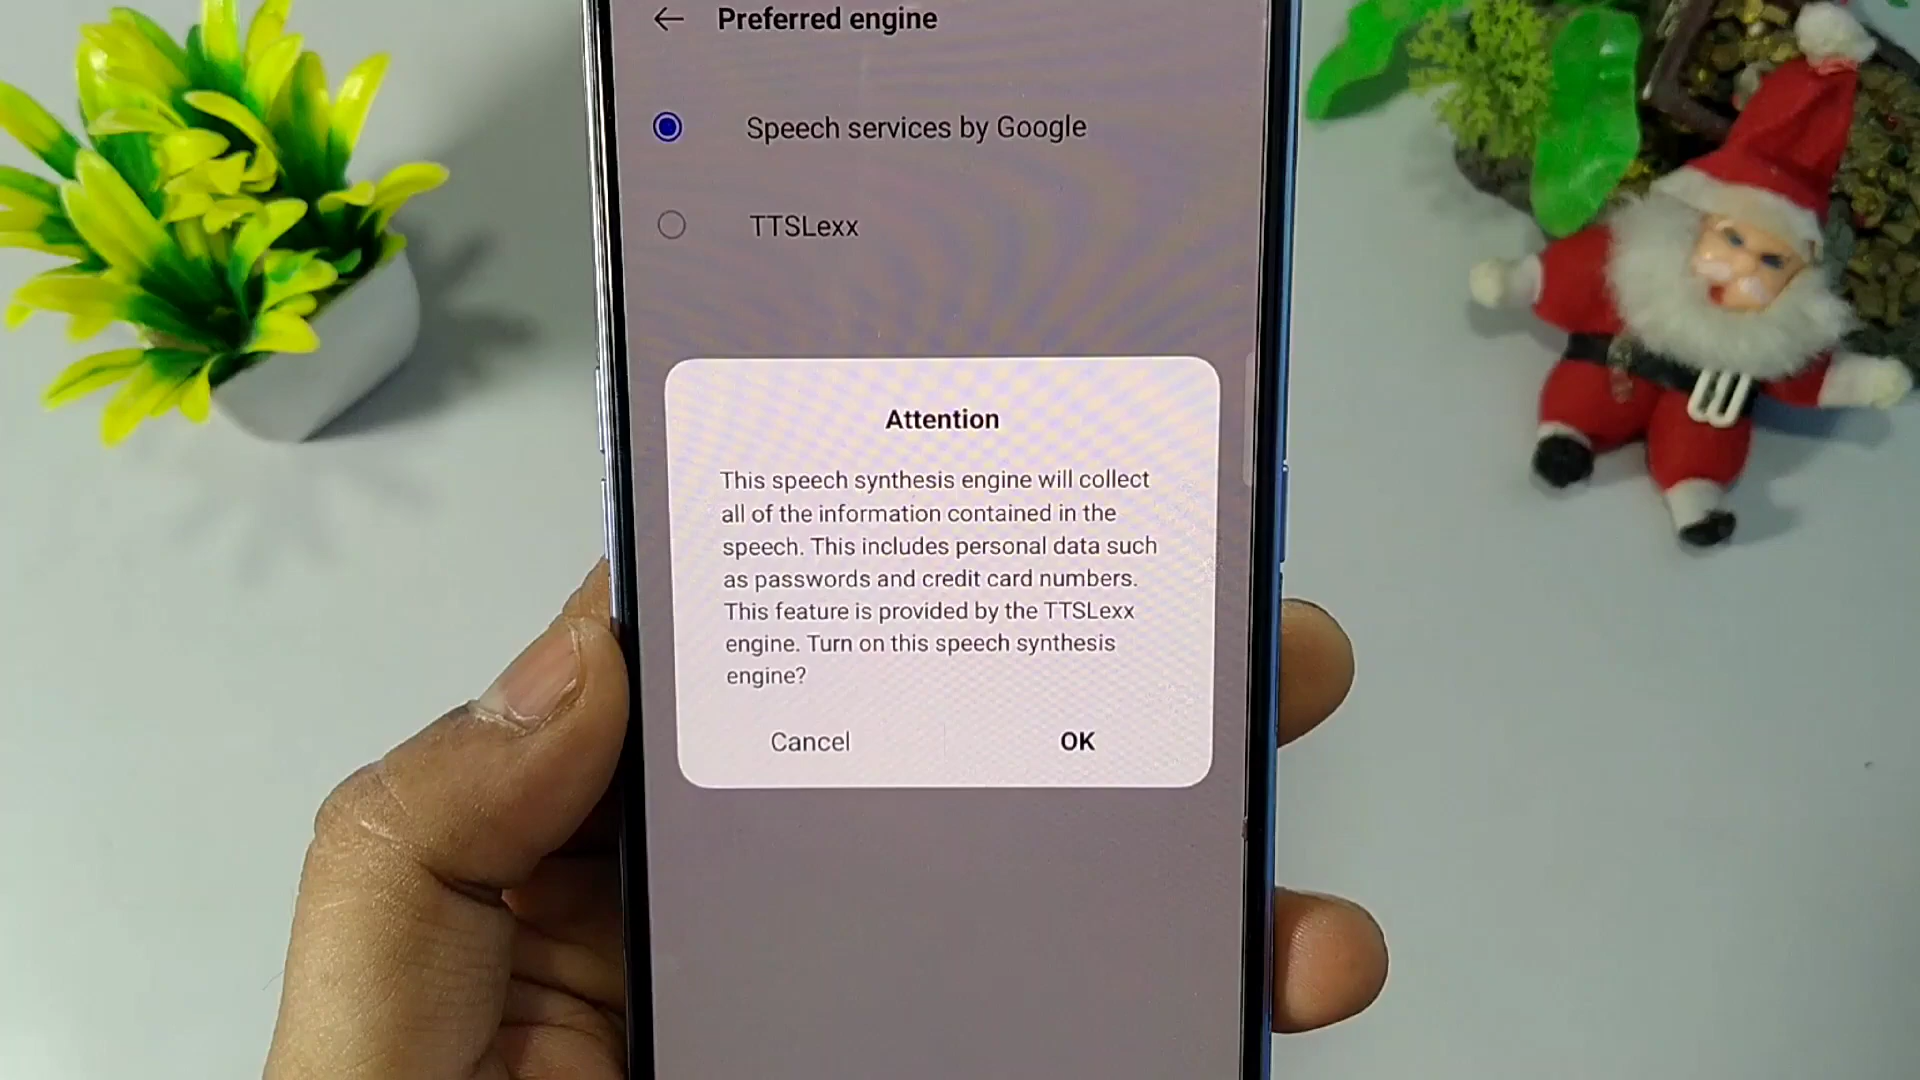 Preferred engine
Speech services by Google
TTSLexx
Attention
This speech synthesis engine will collect
all of the information contained in the
speech. This includes personal data such
as passwords and credit card numbers.
This feature is provided by the TTSLexx
engine. Turn on this speech synthesis
engine?
Cancel
OK